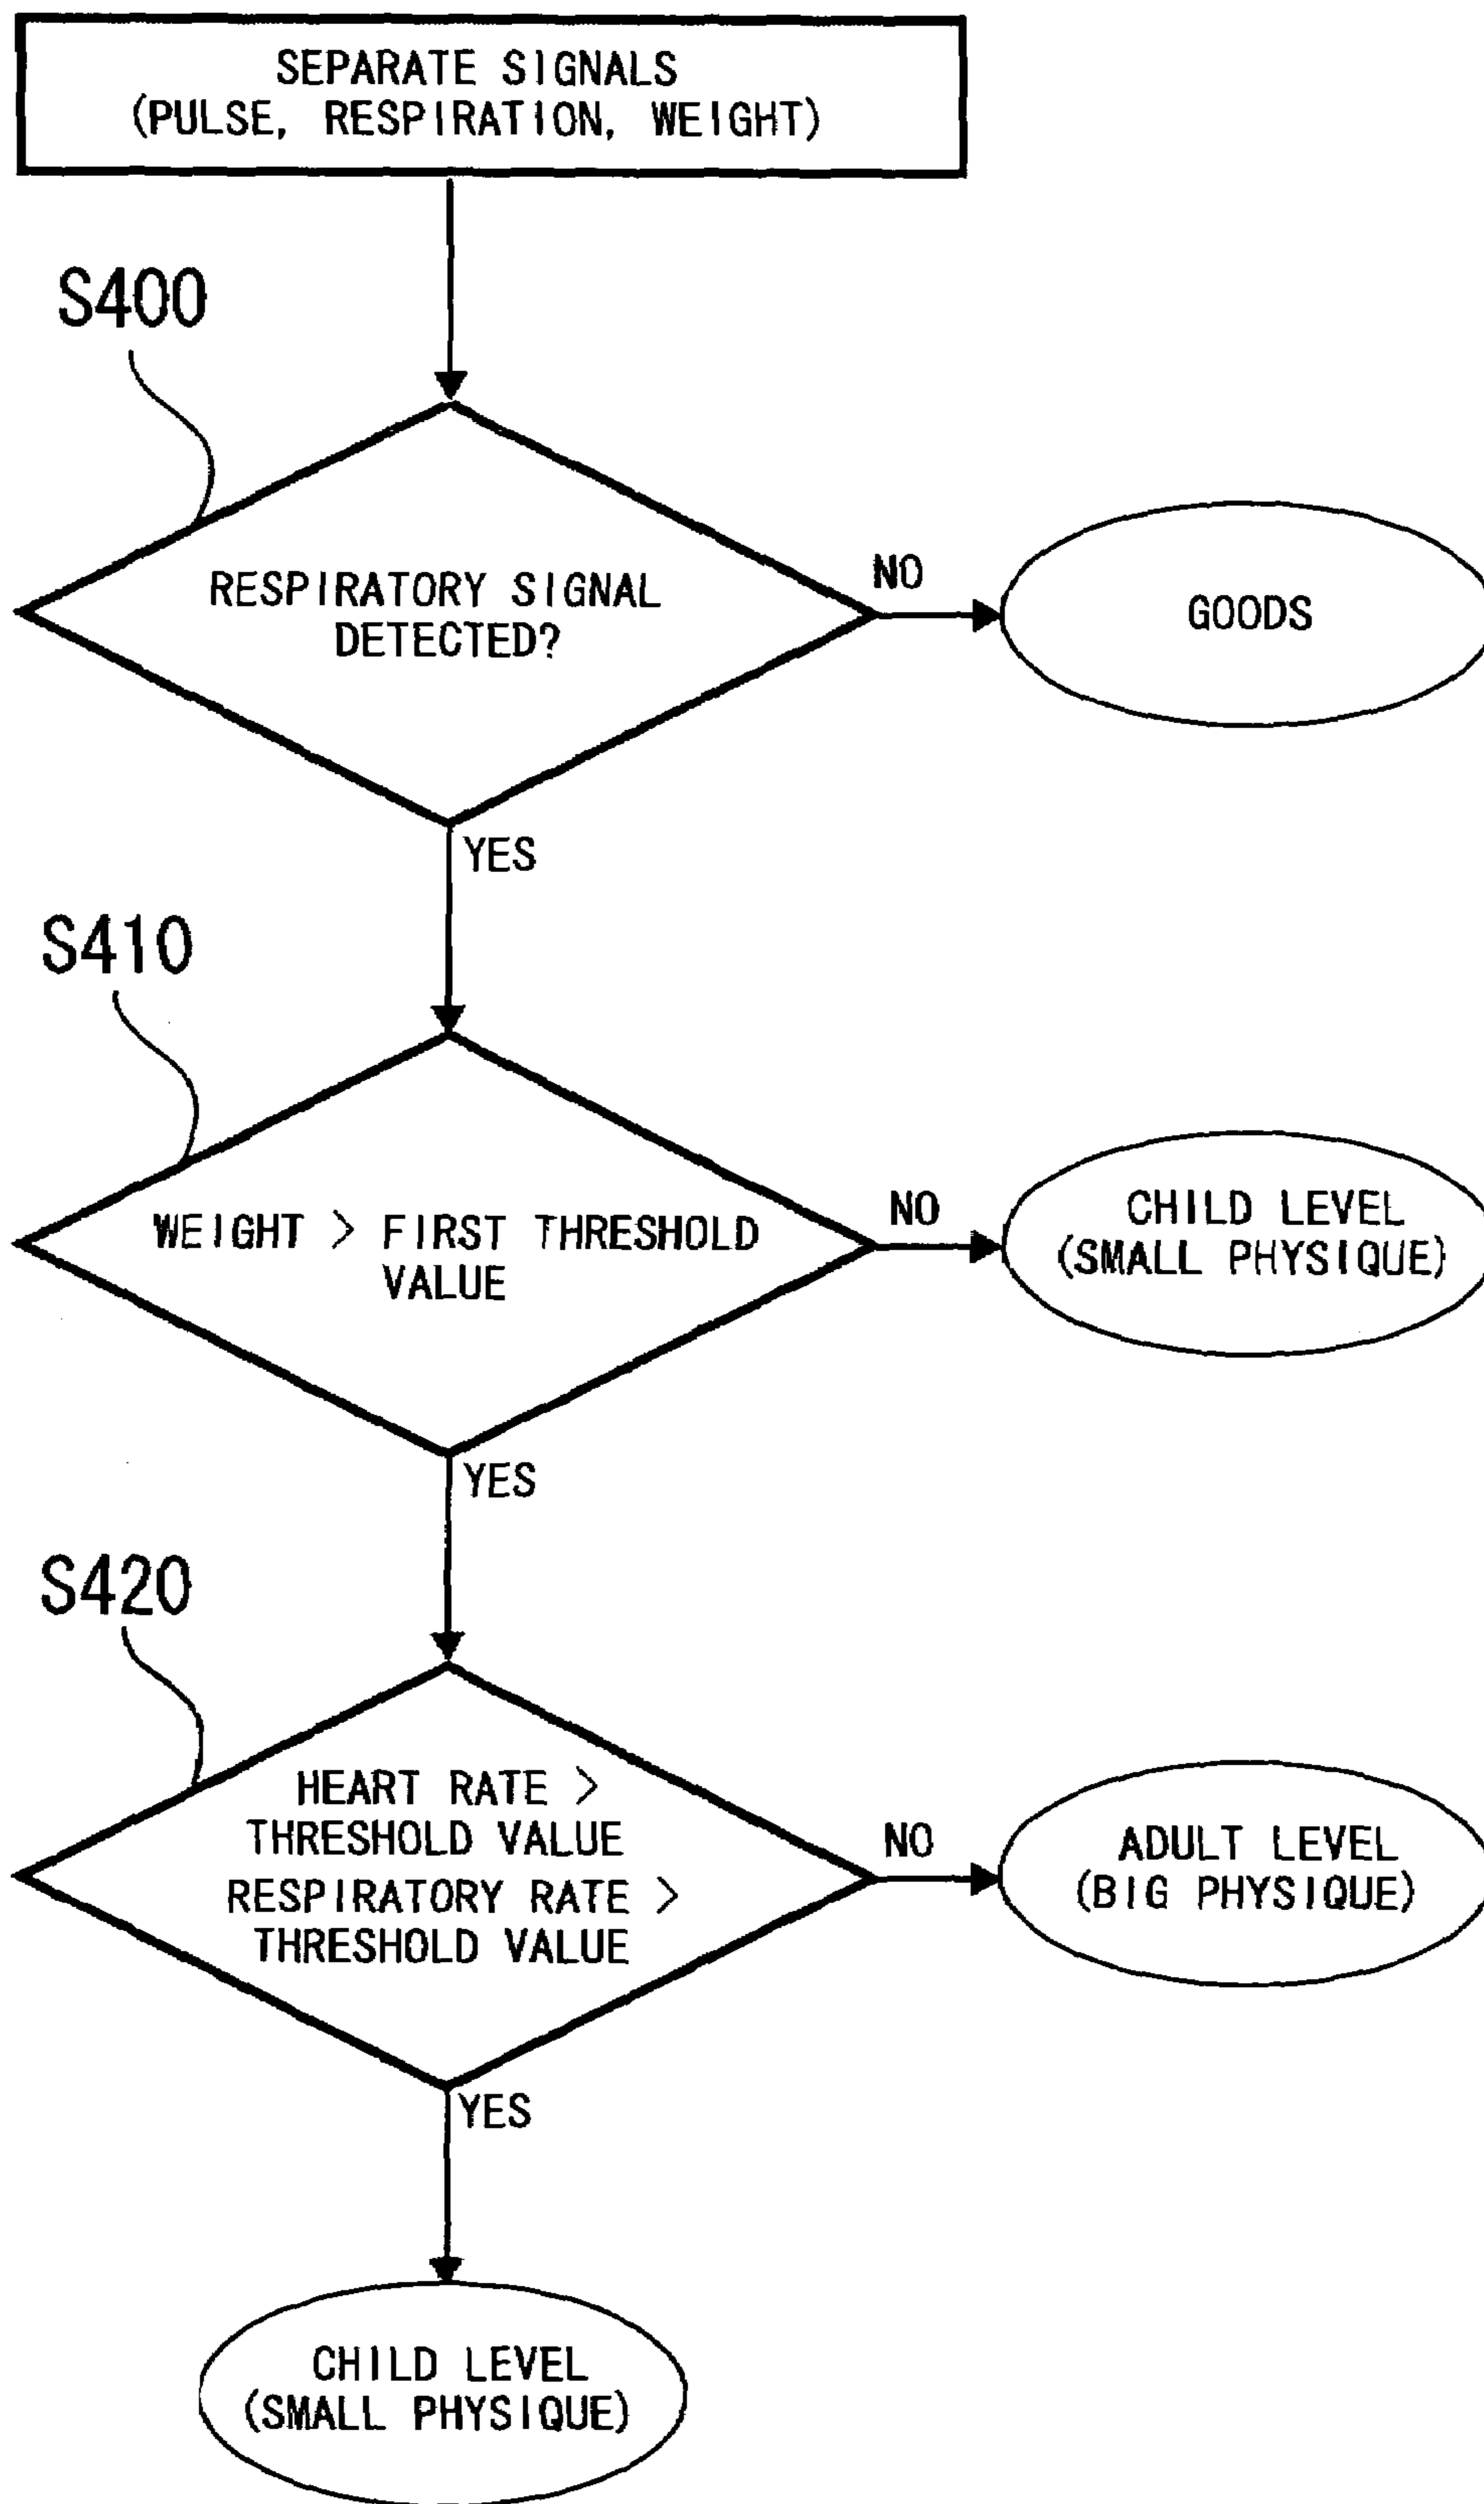 SEPARATE SIGNALS
(PULSE, RESPIRATION, WEIGHT)
S400
RESPIRATORY SIGNAL
DETECTED?
NO
GOODS
YES
S410
WEIGHT > FIRST THRESHOLD
VALUE
NO
CHILD LEVEL
(SMALL PHYSIQUE)
YES
S420
HEART RATE >
THRESHOLD VALUE
RESPIRATORY RATE >
THRESHOLD VALUE
NO
ADULT LEVEL
(BIG PHYSIQUE)
YES
CHILD LEVEL
(SMALL PHYSIQUE)